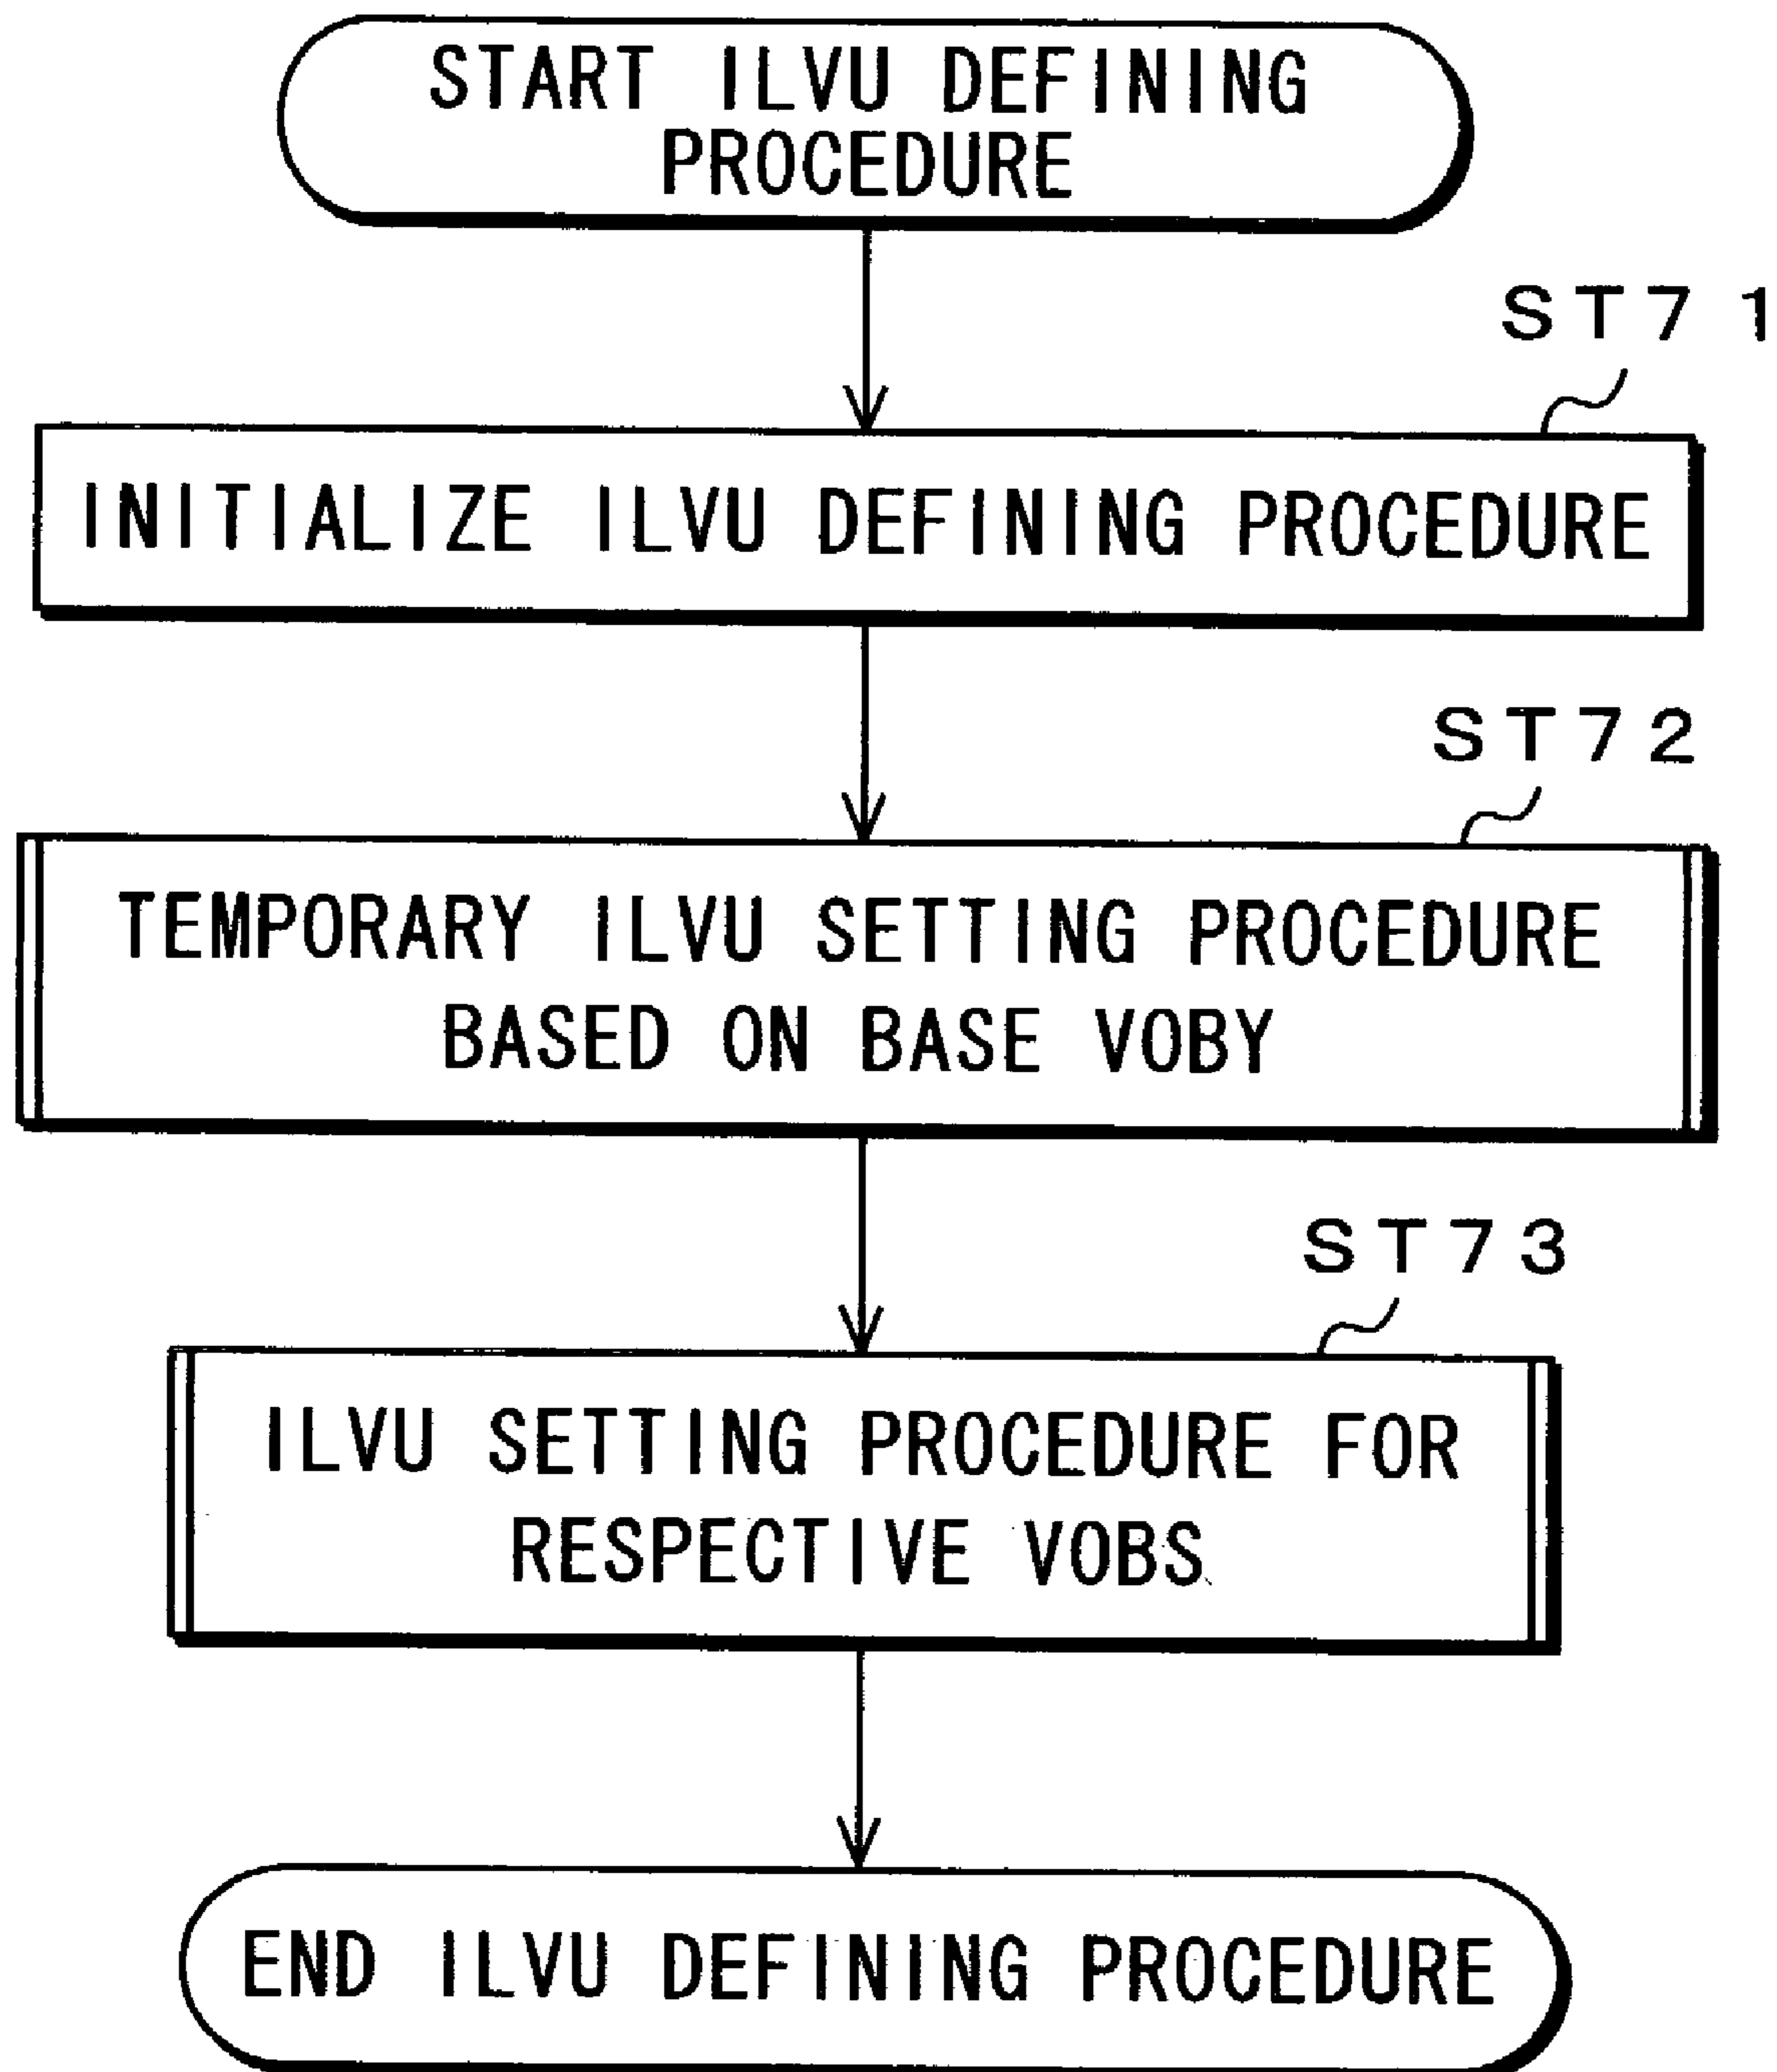 START ILVU DEFINING
PROCEDURE
ST71
INITIALIZE ILVU DEFINING PROCEDURE
ST72
TEMPORARY ILVU SETTING PROCEDURE
BASED ON BASE VOBY
ST73
ILVU SETTING PROCEDURE FOR
RESPECTIVE VOBS
END ILVU DEFINING PROCEDURE